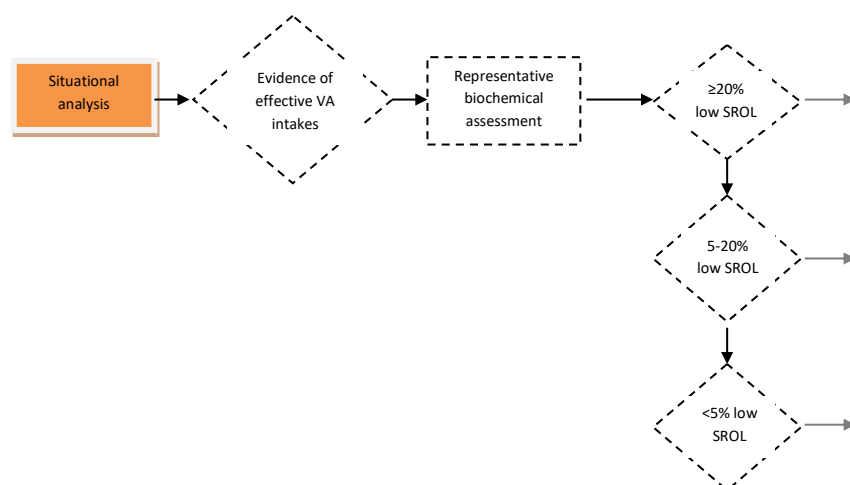 Situational
analysis
Evidence of
effective VA
intakes
Representative
biochemical
assessment
≥20%
low SROL
5-20%
low SROL
<5% low
SROL